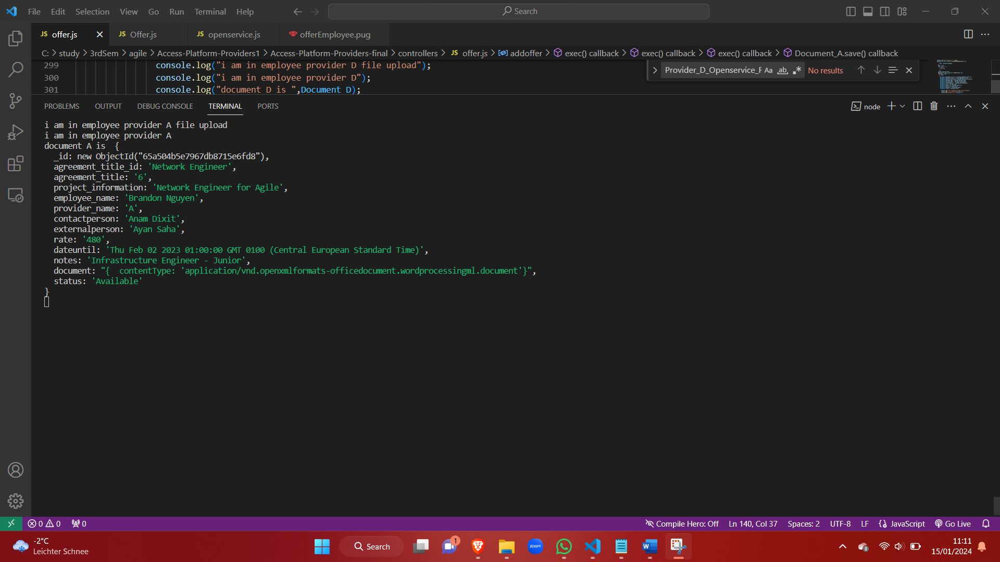 File Edit Selection View Go Run Terminal Help Search
JS offer.js JS Offer.js JS openservice.js offerEmployee.pug
C: > study > 3rdSem > agile > Access-Platform-Providers1 > Access-Platform-Providers-final > controllers > JS offer.js > addoffer > exec() callback > exec() callback > exec() callback > Document_A.save() callback
299 console.log("i am in employee provider D file upload");
Provider_D_Openservice_F Aa ab, .* No results
300 console.log("i am in employee provider D");
301 console.log("document D is ",Document D);
PROBLEMS OUTPUT DEBUG CONSOLE TERMINAL PORTS node
i am in employee provider A file upload
i am in employee provider A
document A is  {
  _id: new ObjectId("65a504b5e7967db8715e6fd8"),
  agreement_title_id: 'Network Engineer',
  agreement_title: '6',
  project_information: 'Network Engineer for Agile',
  employee_name: 'Brandon Nguyen',
  provider_name: 'A',
  contactperson: 'Anam Dixit',
  externalperson: 'Ayan Saha',
  rate: '480',
  dateuntil: 'Thu Feb 02 2023 01:00:00 GMT 0100 (Central European Standard Time)',
  notes: 'Infrastructure Engineer - Junior',
  document: "{  contentType: 'application/vnd.openxmlformats-officedocument.wordprocessingml.document'}",
  status: 'Available'
}
0 0 0 Compile Hero: Off Ln 140, Col 37 Spaces: 2 UTF-8 LF JavaScript Go Live
-2°C
Leichter Schnee
Search
1
zoom
W
11:11
15/01/2024